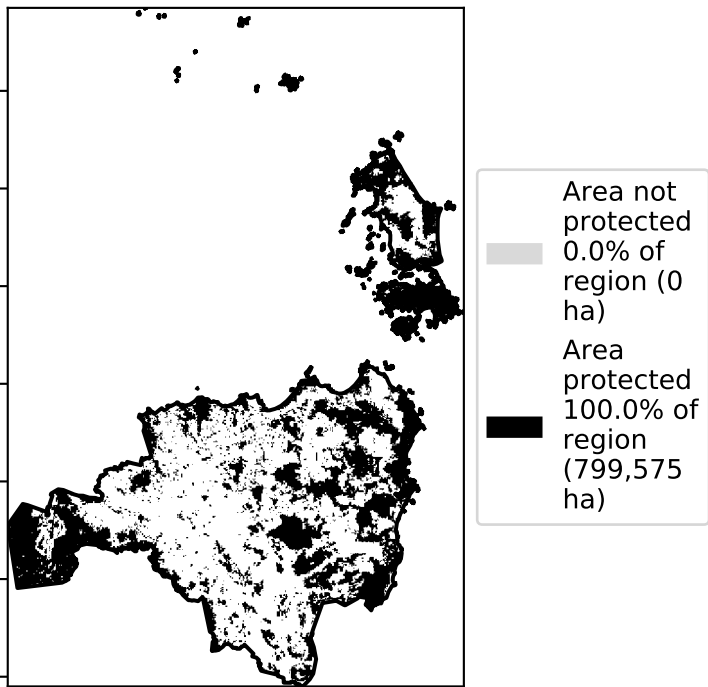 Area not
protected
0.0% of
region (0
ha)
Area
protected
100.0% of
region
(799,575
ha)